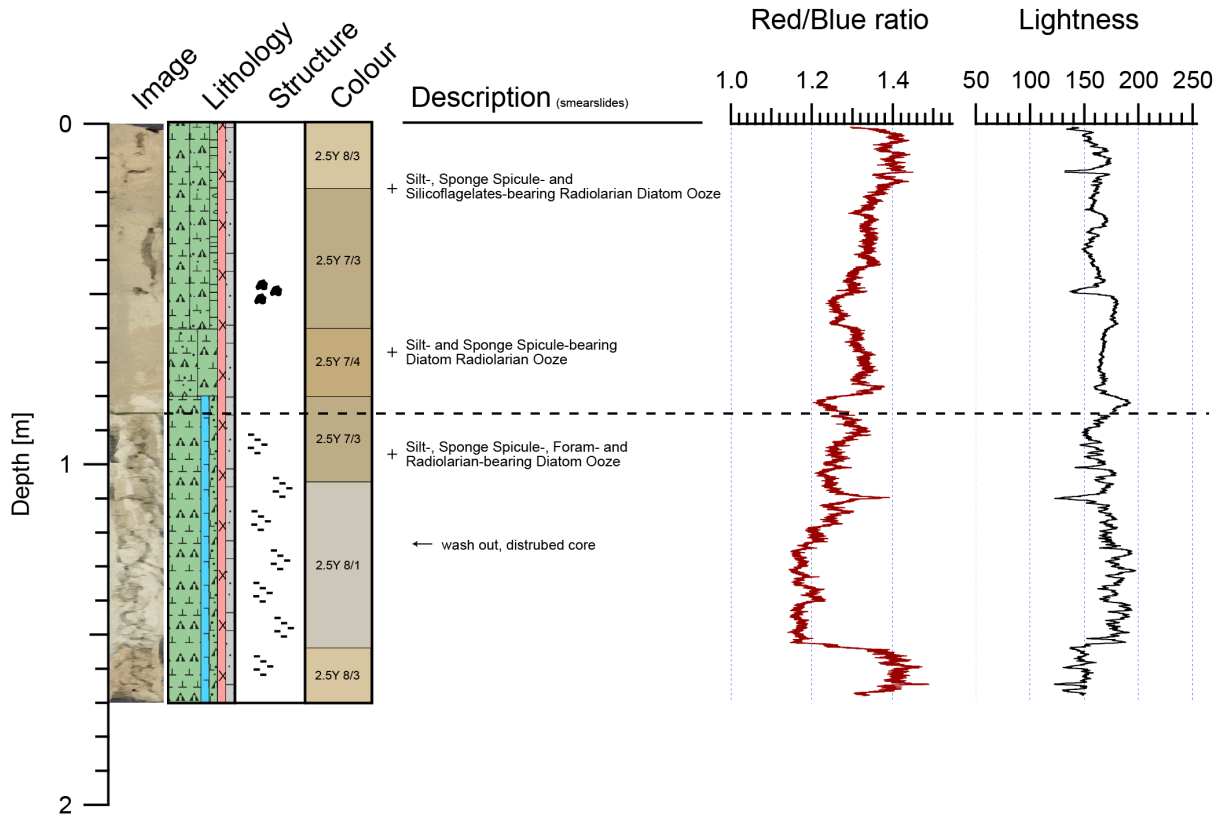 Red/Blue ratio
Lightness
Image
Lithology
Structure
Colour
Description (smearslides)
1.0 1.2 1.4
50 100 150 200 250
0
2.5Y 8/3
Silt-, Sponge Spicule- and
Silicoflagelates-bearing Radiolarian Diatom Ooze
2.5Y 7/3
Silt- and Sponge Spicule-bearing
Diatom Radiolarian Ooze
2.5Y 7/4
2.5Y 7/3
Silt-, Sponge Spicule-, Foram- and
Radiolarian-bearing Diatom Ooze
1
Depth [m]
wash out, distrubed core
2.5Y 8/1
2.5Y 8/3
2